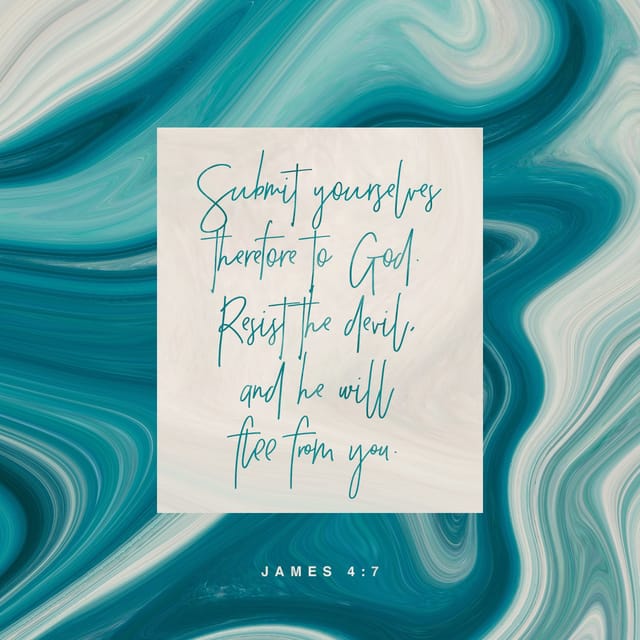 Submit yourselves
therefore to God.
Resist the devil,
and he will
flee from you.
JAMES 4:7